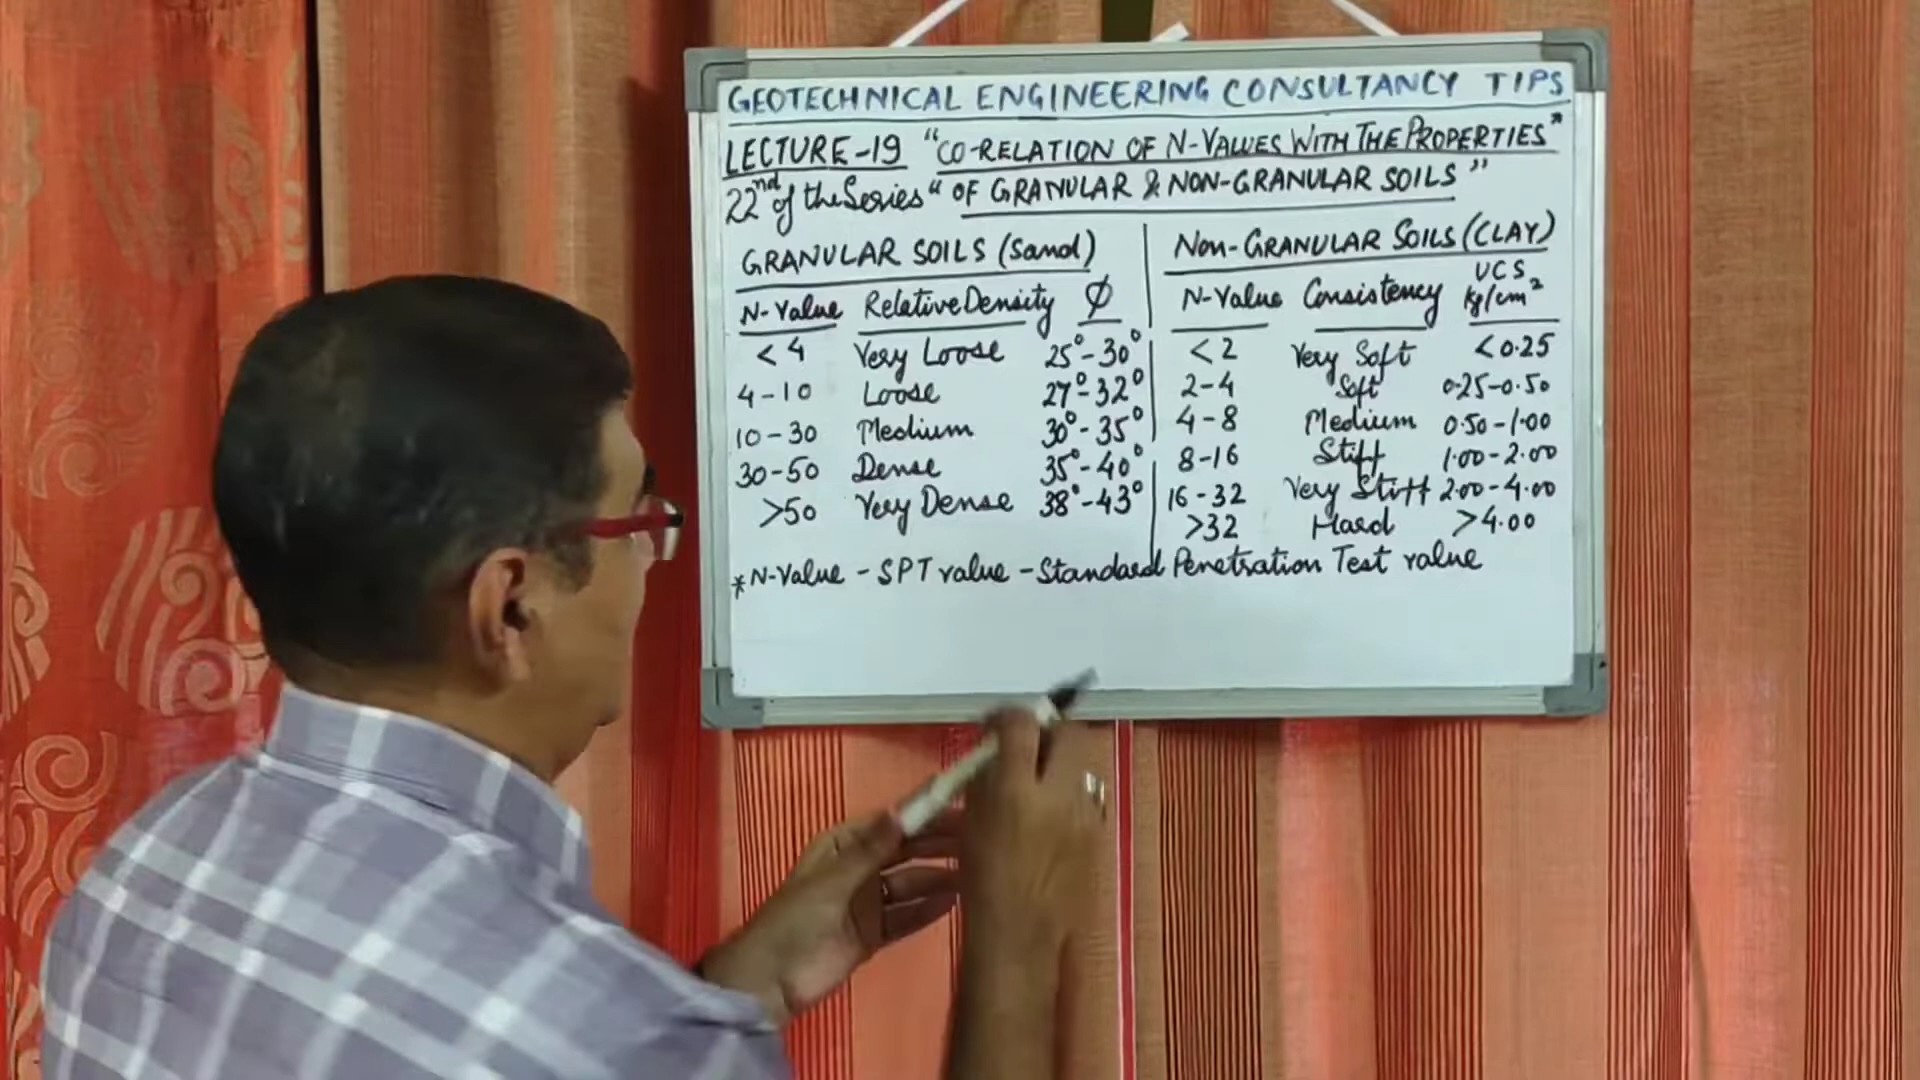 GEOTECHNICAL ENGINEERING CONSULTANCY TIPS
LECTURE-19 "CO-RELATION OF N-VALUES WITH THE PROPERTIES"
22nd of the Series "OF GRANULAR & NON-GRANULAR SOILS"
GRANULAR SOILS (Sand)
N-Value Relative Density Ø
<4 Very Loose 25°-30°
4-10 Loose 27°-32°
10-30 Medium 30°-35°
30-50 Dense 35°-40°
>50 Very Dense 38°-43°
NON-GRANULAR SOILS (CLAY)
N-Value Consistency UCS kg/cm²
<2 Very Soft <0.25
2-4 Soft 0.25-0.50
4-8 Medium 0.50-1.00
8-16 Stiff 1.00-2.00
16-32 Very Stiff 2.00-4.00
>32 Hard >4.00
*N-Value - SPT value - Standard Penetration Test value